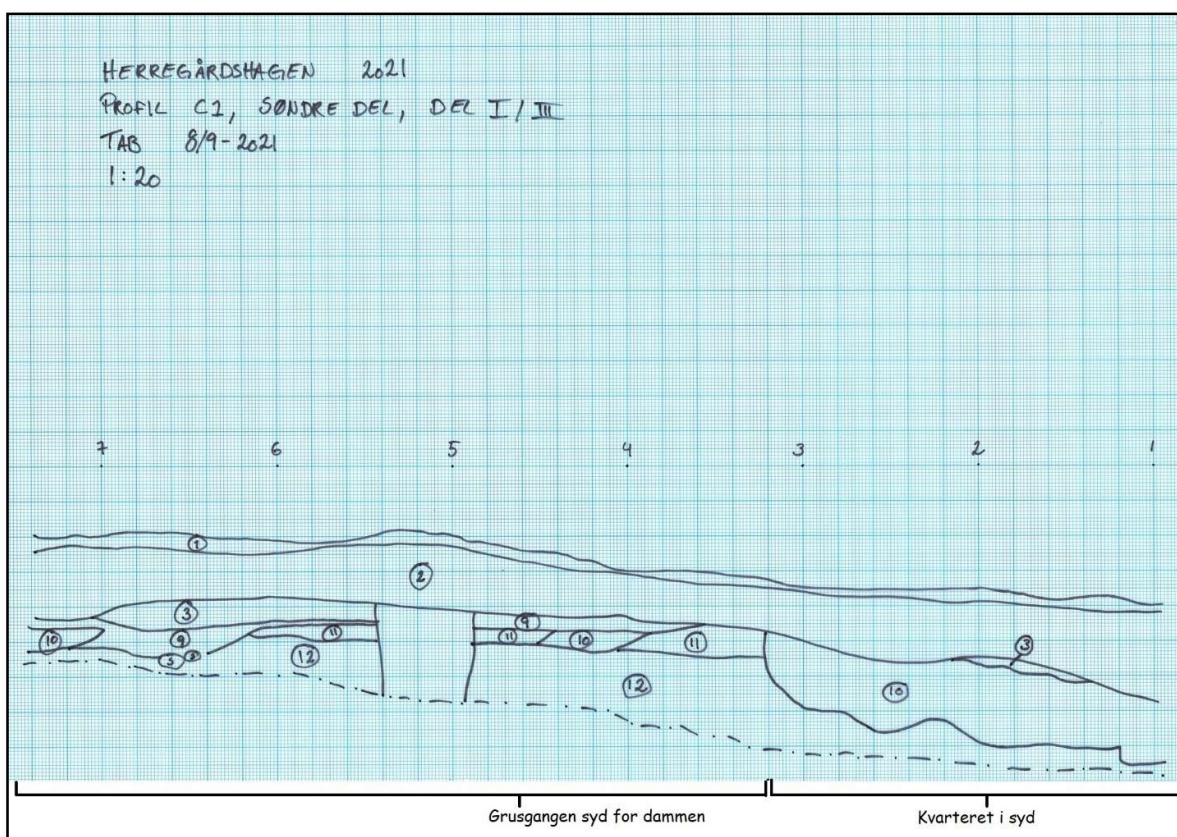 HERREGÅRDSHAGEN 2021
PROFIL C1, SØNDRE DEL, DEL I/III
TAB 8/9-2021
1:20
7 6 5 4 3 2 1
1
2
3
9
9
11
10
11
10
11
3
5
12
12
10
Grusgangen syd for dammen
Kvarteret i syd